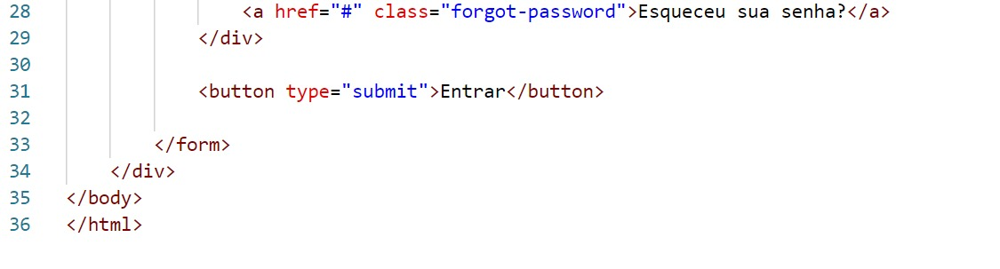 28 <a href="#" class="forgot-password">Esqueceu sua senha?</a>
29 </div>
30
31 <button type="submit">Entrar</button>
32
33 </form>
34 </div>
35 </body>
36 </html>